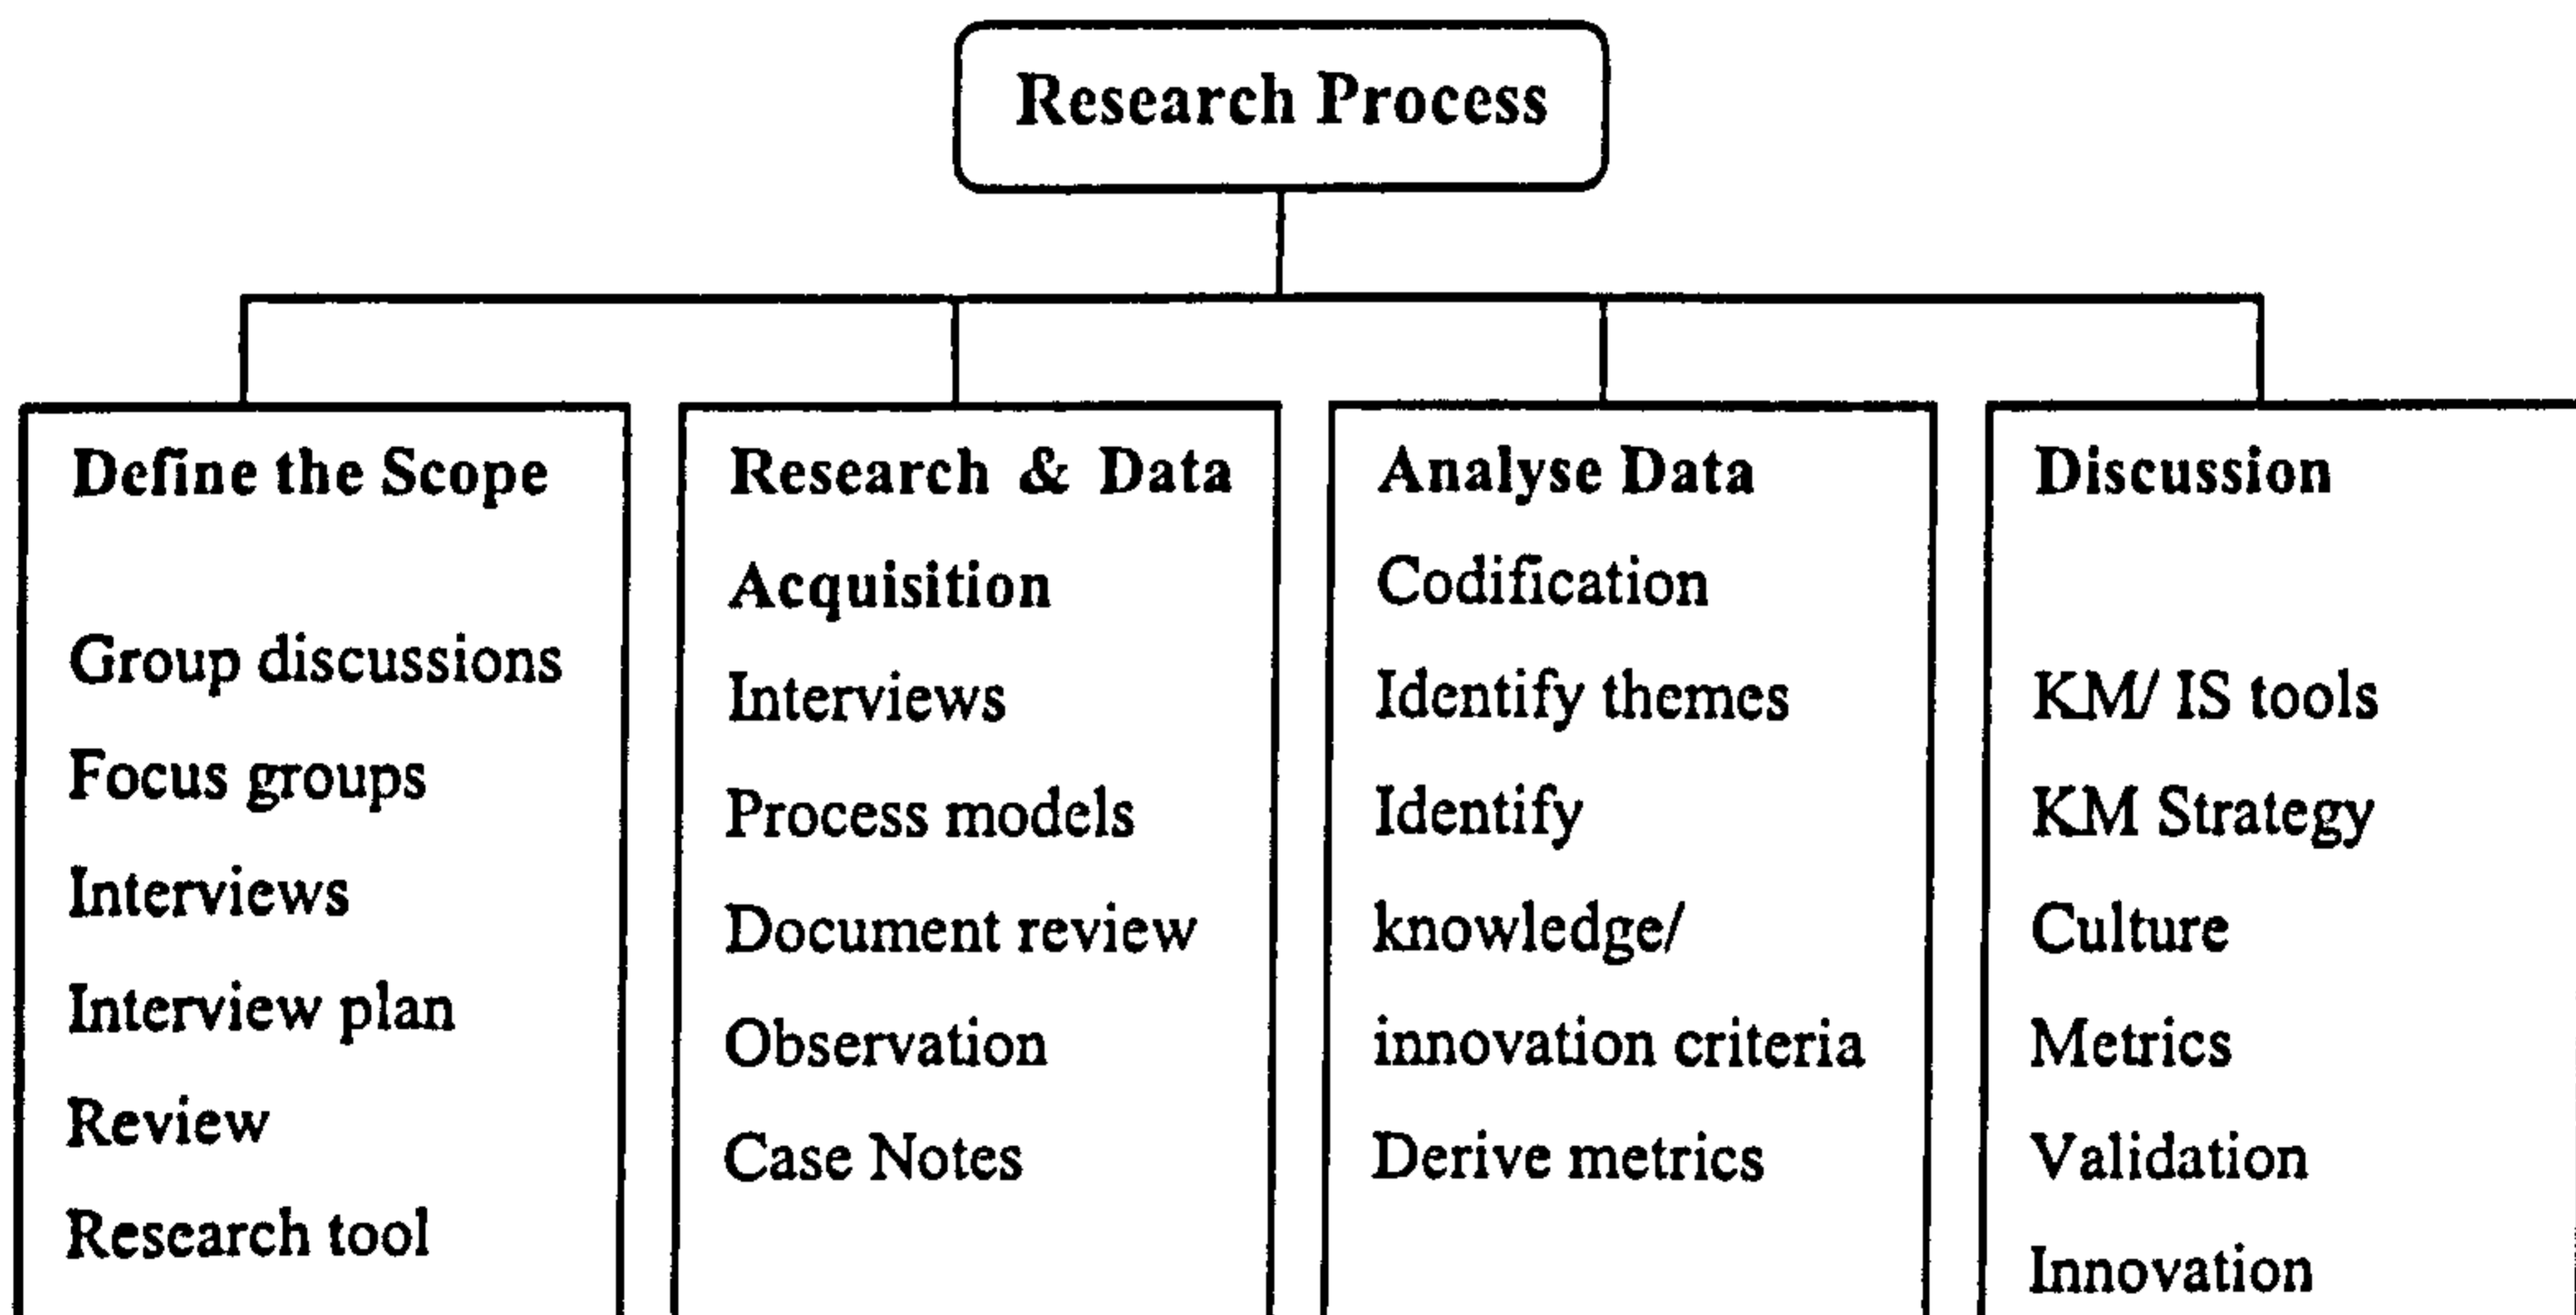 Research Process
Define the Scope
Group discussions
Focus groups
Interviews
Interview plan
Review
Research tool
Research & Data
Acquisition
Interviews
Process models
Document review
Observation
Case Notes
Analyse Data
Codification
Identify themes
Identify
knowledge/
innovation criteria
Derive metrics
Discussion
KM/ IS tools
KM Strategy
Culture
Metrics
Validation
Innovation